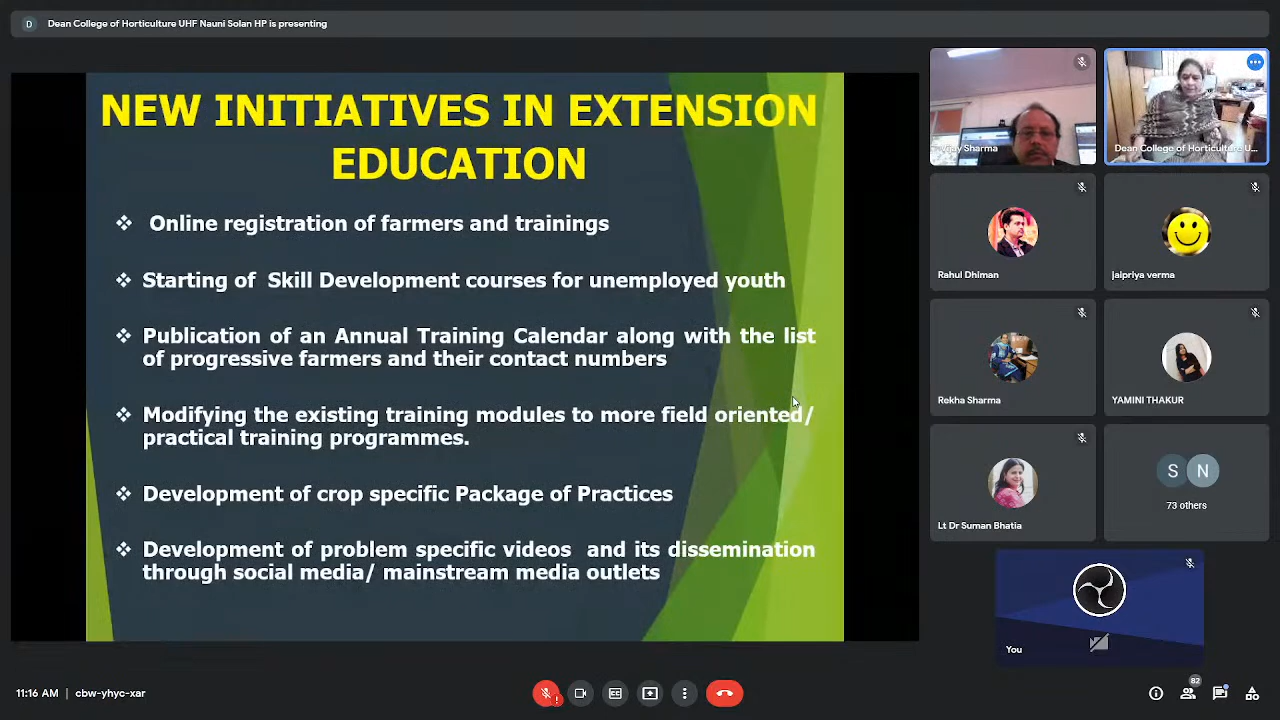 Dean College of Horticulture UHF Nauni Solan HP is presenting
D
NEW INITIATIVES IN EXTENSION
EDUCATION
❖ Online registration of farmers and trainings
❖ Starting of Skill Development courses for unemployed youth
❖ Publication of an Annual Training Calendar along with the list
of progressive farmers and their contact numbers
❖ Modifying the existing training modules to more field oriented/
practical training programmes.
❖ Development of crop specific Package of Practices
❖ Development of problem specific videos and its dissemination
through social media/ mainstream media outlets
Sharma
Dean College of Horticulture U...
Rahul Dhiman
jaipriya verma
Rekha Sharma
YAMINI THAKUR
Lt Dr Suman Bhatia
S N
73 others
You
11:16 AM | cbw-yhyc-xar
82